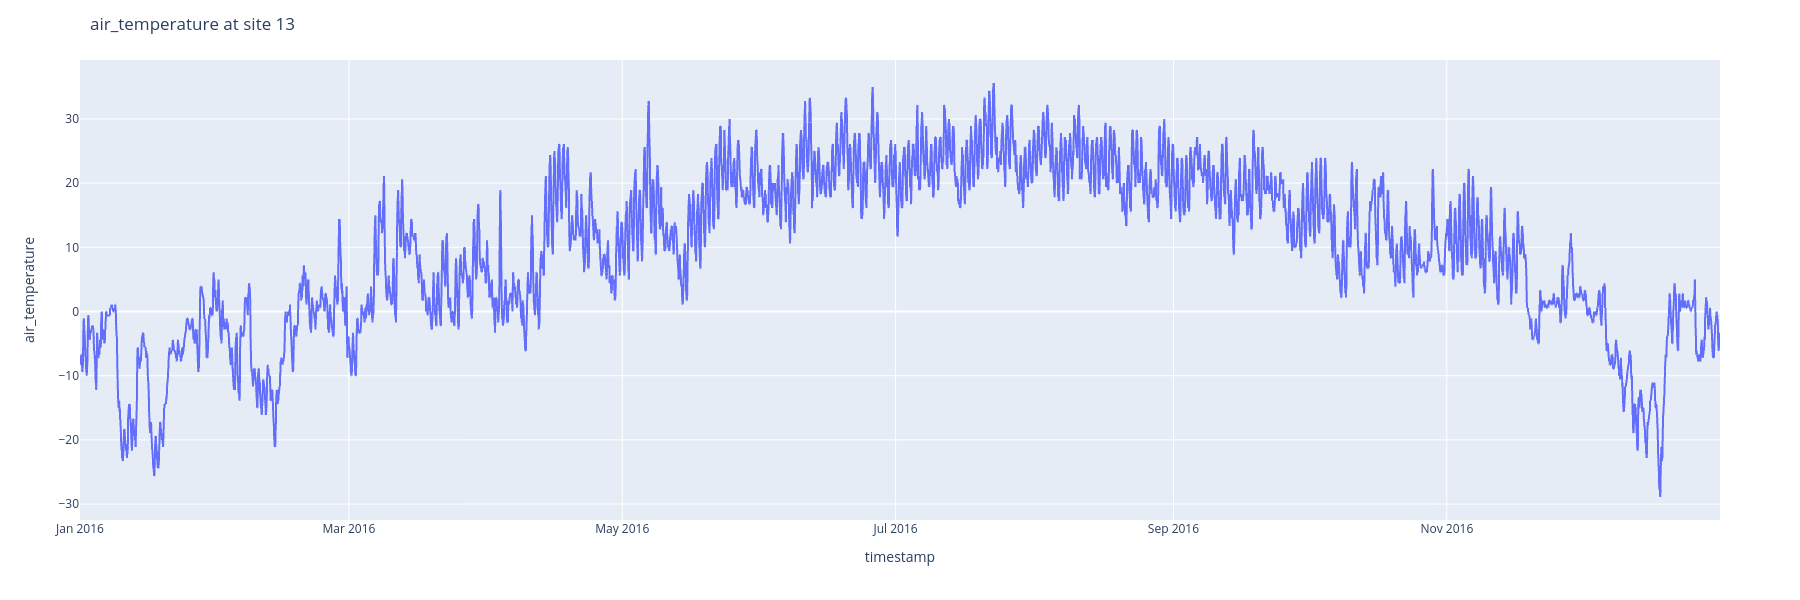 air_temperature at site 13
air_temperature
30
20
10
0
−10
−20
−30
Jan 2016
Mar 2016
May 2016
Jul 2016
Sep 2016
Nov 2016
timestamp